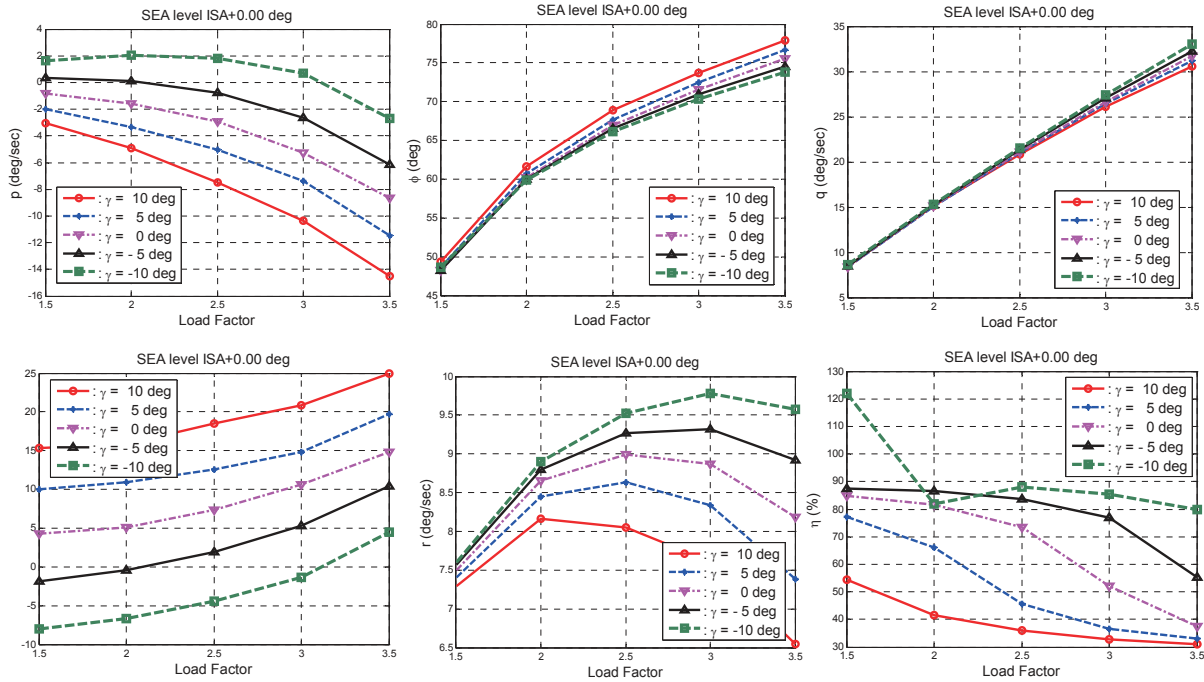 SEA level ISA+0.00 deg
p (deg/sec)
4
2
0
-2
-4
-6
-8
-10
-12
-14
-16
: γ = 10 deg
: γ = 5 deg
: γ = 0 deg
: γ = - 5 deg
: γ = -10 deg
1.5 2 2.5 3 3.5
Load Factor
SEA level ISA+0.00 deg
ϕ (deg)
80
75
70
65
60
55
50
45
: γ = 10 deg
: γ = 5 deg
: γ = 0 deg
: γ = - 5 deg
: γ = -10 deg
1.5 2 2.5 3 3.5
Load Factor
SEA level ISA+0.00 deg
q (deg/sec)
35
30
25
20
15
10
5
: γ = 10 deg
: γ = 5 deg
: γ = 0 deg
: γ = - 5 deg
: γ = -10 deg
1.5 2 2.5 3 3.5
Load Factor
SEA level ISA+0.00 deg
25
20
15
10
5
0
-5
-10
: γ = 10 deg
: γ = 5 deg
: γ = 0 deg
: γ = - 5 deg
: γ = -10 deg
1.5 2 2.5 3 3.5
Load Factor
SEA level ISA+0.00 deg
r (deg/sec)
10
9.5
9
8.5
8
7.5
7
6.5
: γ = 10 deg
: γ = 5 deg
: γ = 0 deg
: γ = - 5 deg
: γ = -10 deg
1.5 2 2.5 3 3.5
Load Factor
SEA level ISA+0.00 deg
η (%)
130
120
110
100
90
80
70
60
50
40
30
: γ = 10 deg
: γ = 5 deg
: γ = 0 deg
: γ = - 5 deg
: γ = -10 deg
1.5 2 2.5 3 3.5
Load Factor